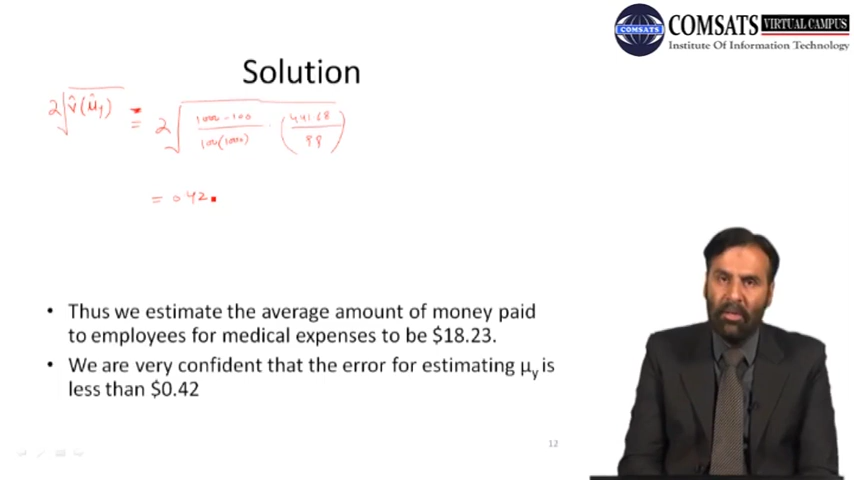 COMSATS VIRTUAL CAMPUS
Institute Of Information Technology
COMSATS
Solution
2√V̂(μ̂y) = 2√(1000 - 100 / 100(1000) · (441.68 / 98))
= 0.42
• Thus we estimate the average amount of money paid
to employees for medical expenses to be $18.23.
• We are very confident that the error for estimating μy is
less than $0.42
12